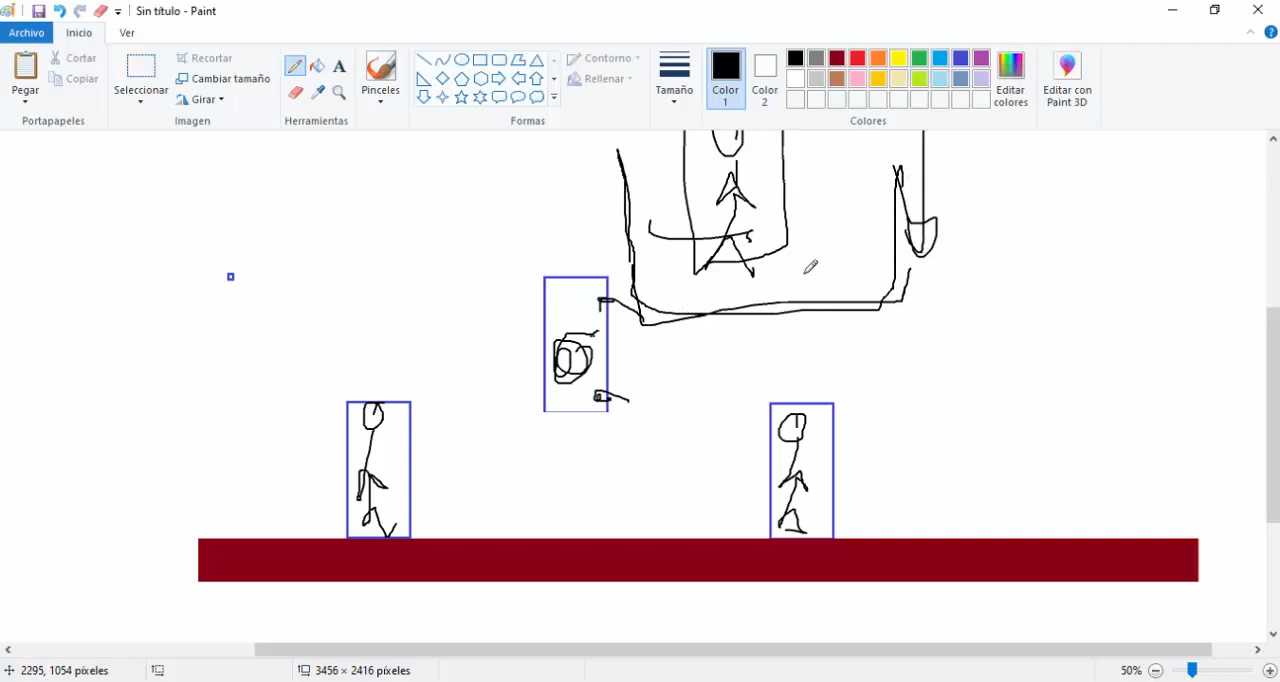 Sin título - Paint
Archivo Inicio Ver
Pegar
Cortar
Copiar
Portapapeles
Seleccionar
Recortar
Cambiar tamaño
Girar
Imagen
A
Herramientas
Pinceles
Formas
Contorno
Rellenar
Tamaño
Color 1
Color 2
Colores
Editar colores
Editar con Paint 3D
2295, 1054 píxeles
3456 × 2416 píxeles
50%